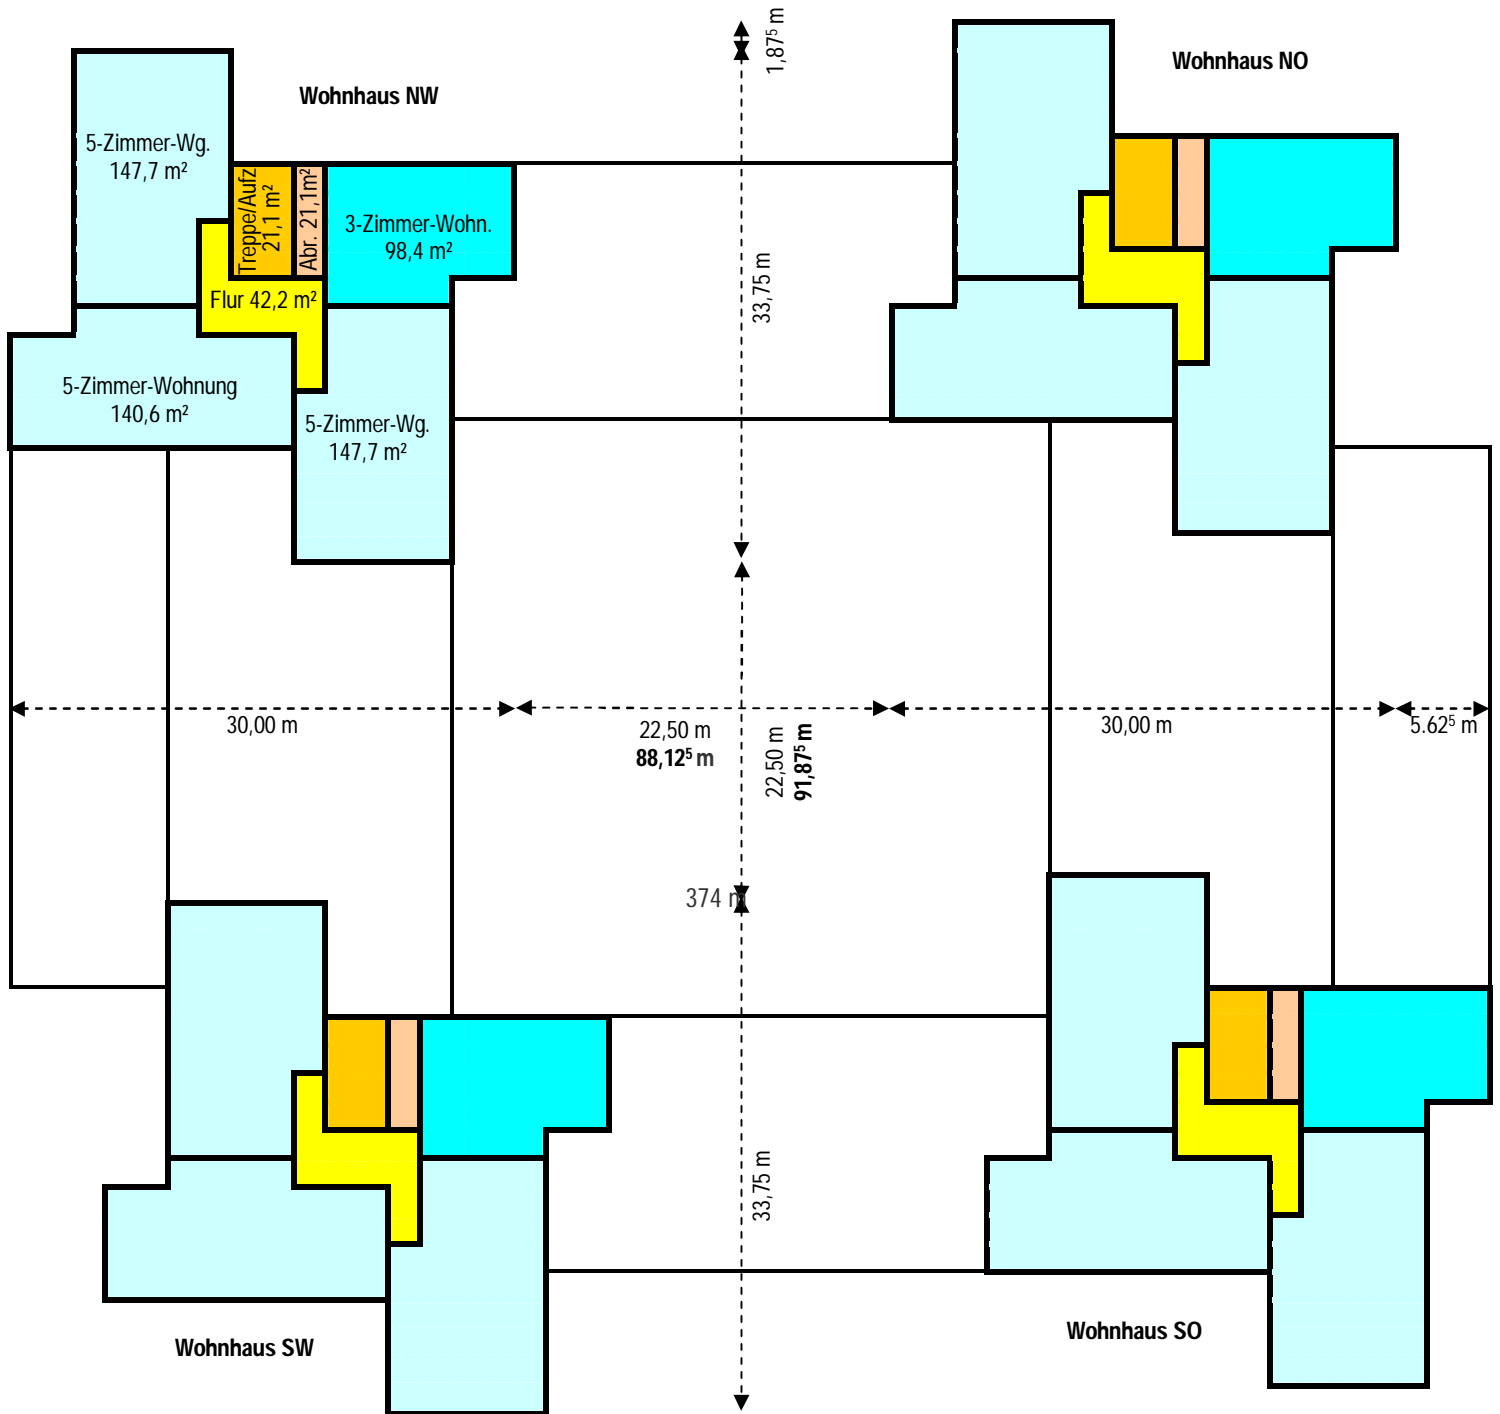 1,87⁵ m
Wohnhaus NO
Wohnhaus NW
5-Zimmer-Wg.
147,7 m²
Treppe/Aufz
21,1 m²
Abr. 21,1m²
3-Zimmer-Wohn.
98,4 m²
33,75 m
Flur 42,2 m²
5-Zimmer-Wohnung
140,6 m²
5-Zimmer-Wg.
147,7 m²
30,00 m
22,50 m
88,12⁵ m
22,50 m
91,87⁵ m
30,00 m
5.62⁵ m
374 m
33,75 m
Wohnhaus SW
Wohnhaus SO